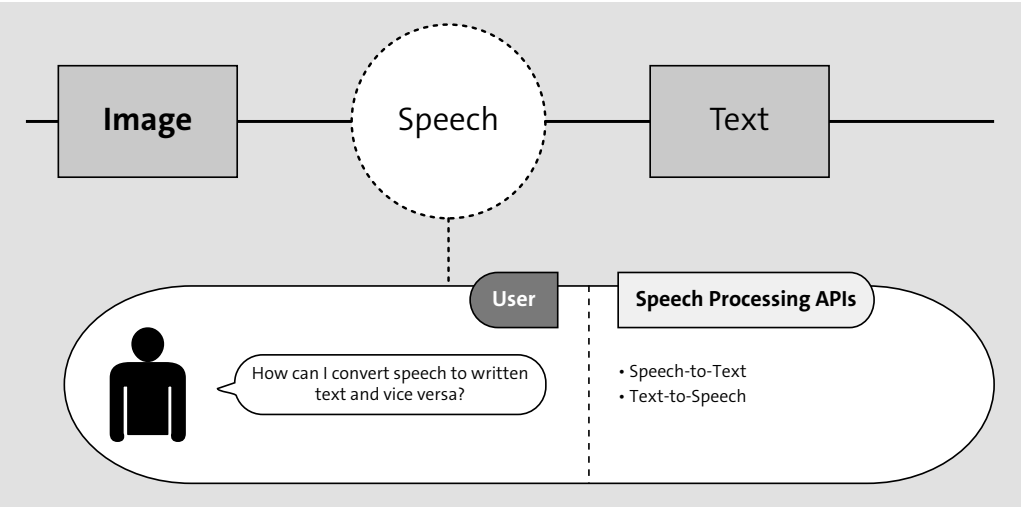 Image
Speech
Text
User
Speech Processing APIs
How can I convert speech to written
text and vice versa?
• Speech-to-Text
• Text-to-Speech